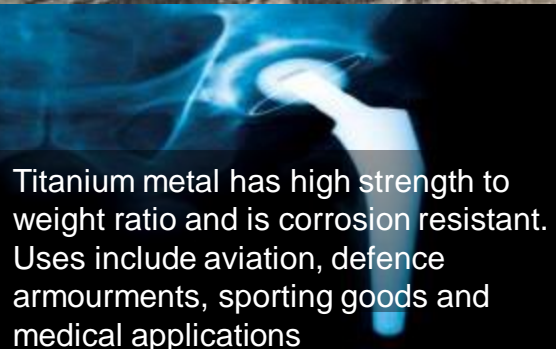 Titanium metal has high strength to
weight ratio and is corrosion resistant.
Uses include aviation, defence
armourments, sporting goods and
medical applications